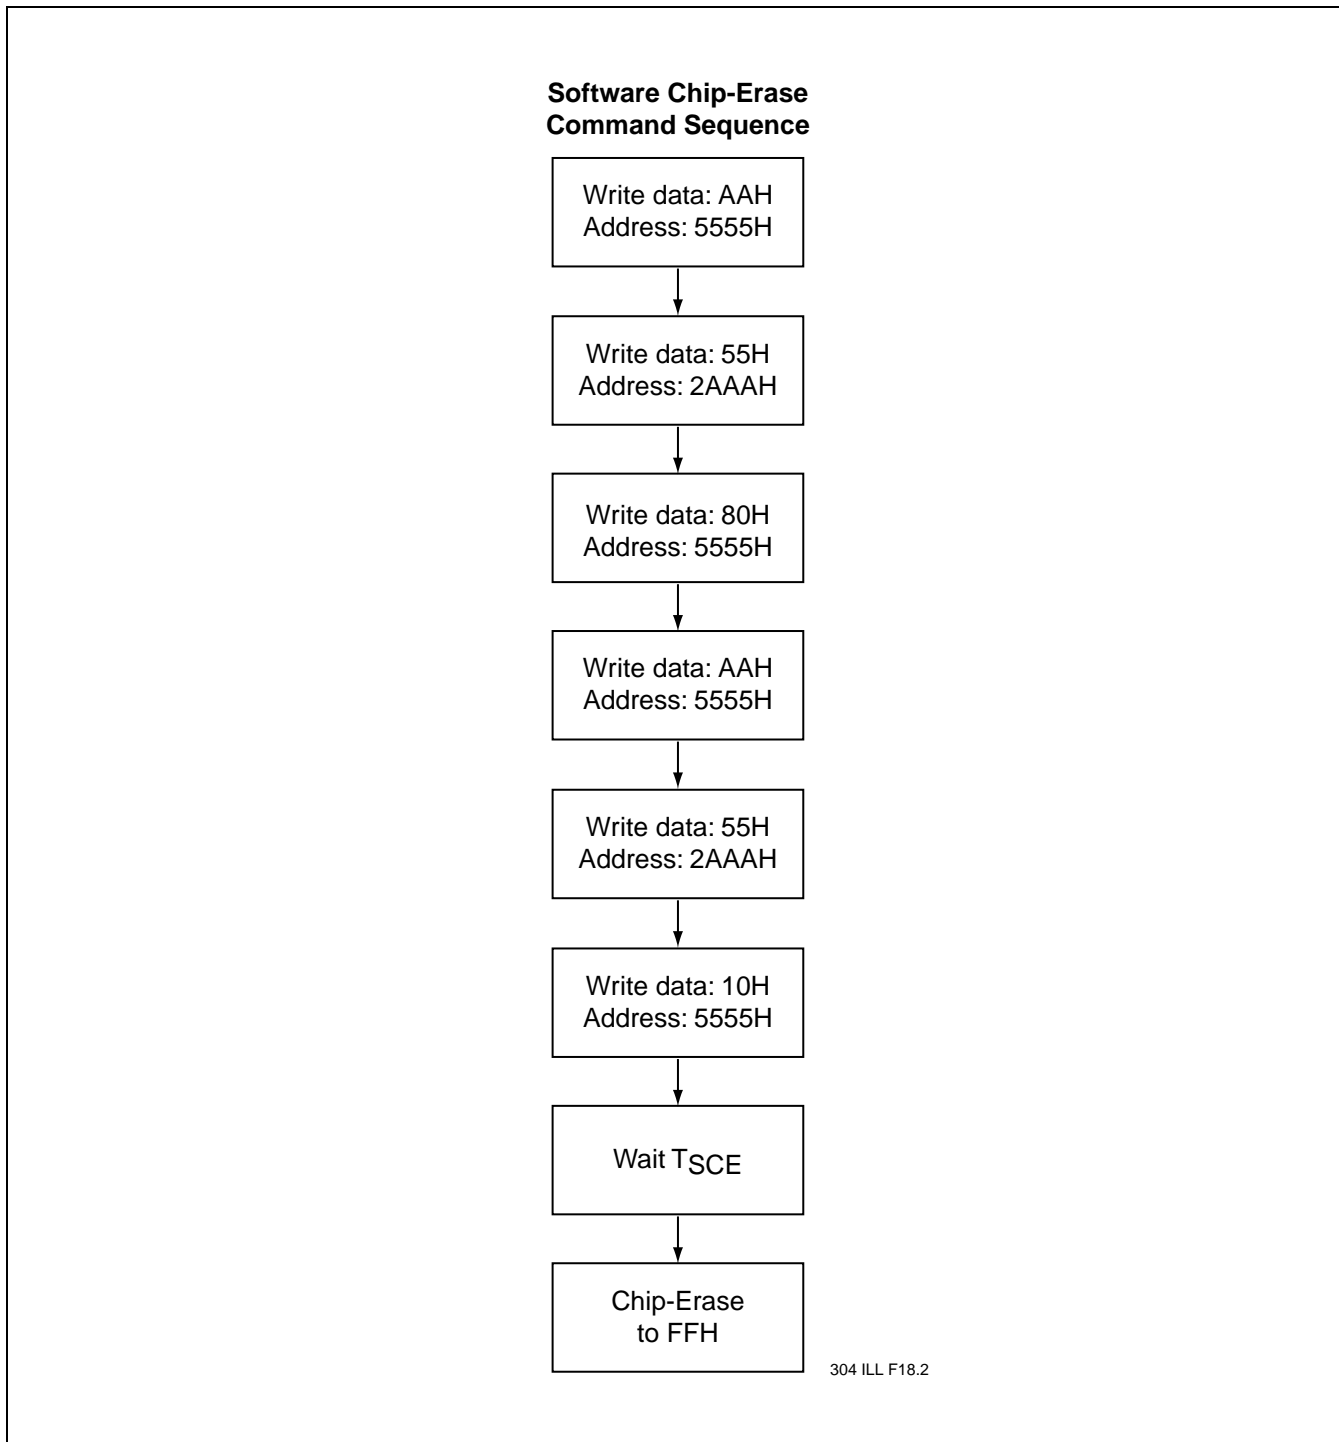 Software Chip-Erase
Command Sequence
Write data: AAH
Address: 5555H
Write data: 55H
Address: 2AAAH
Write data: 80H
Address: 5555H
Write data: AAH
Address: 5555H
Write data: 55H
Address: 2AAAH
Write data: 10H
Address: 5555H
Wait TSCE
Chip-Erase
to FFH
304 ILL F18.2